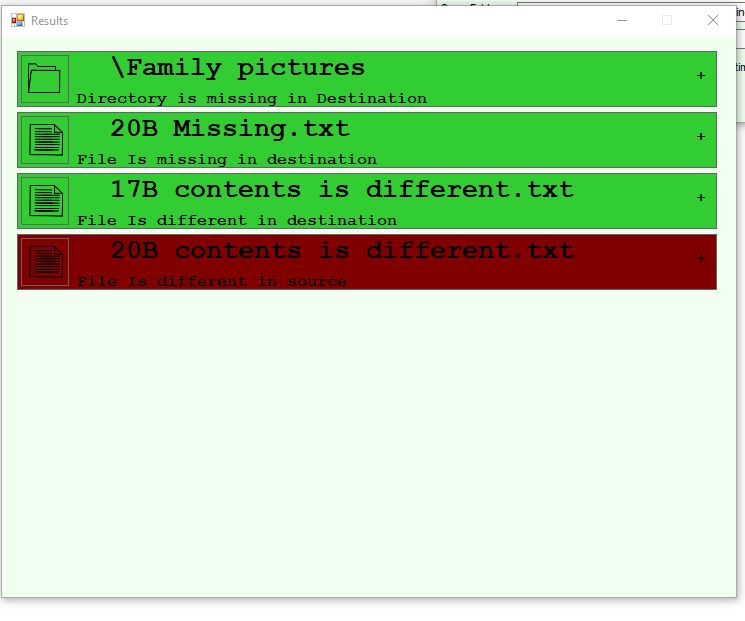 Results
\Family pictures
+
Directory is missing in Destination
20B Missing.txt
+
File Is missing in destination
17B contents is different.txt
+
File Is different in destination
20B contents is different.txt
+
File Is different in source